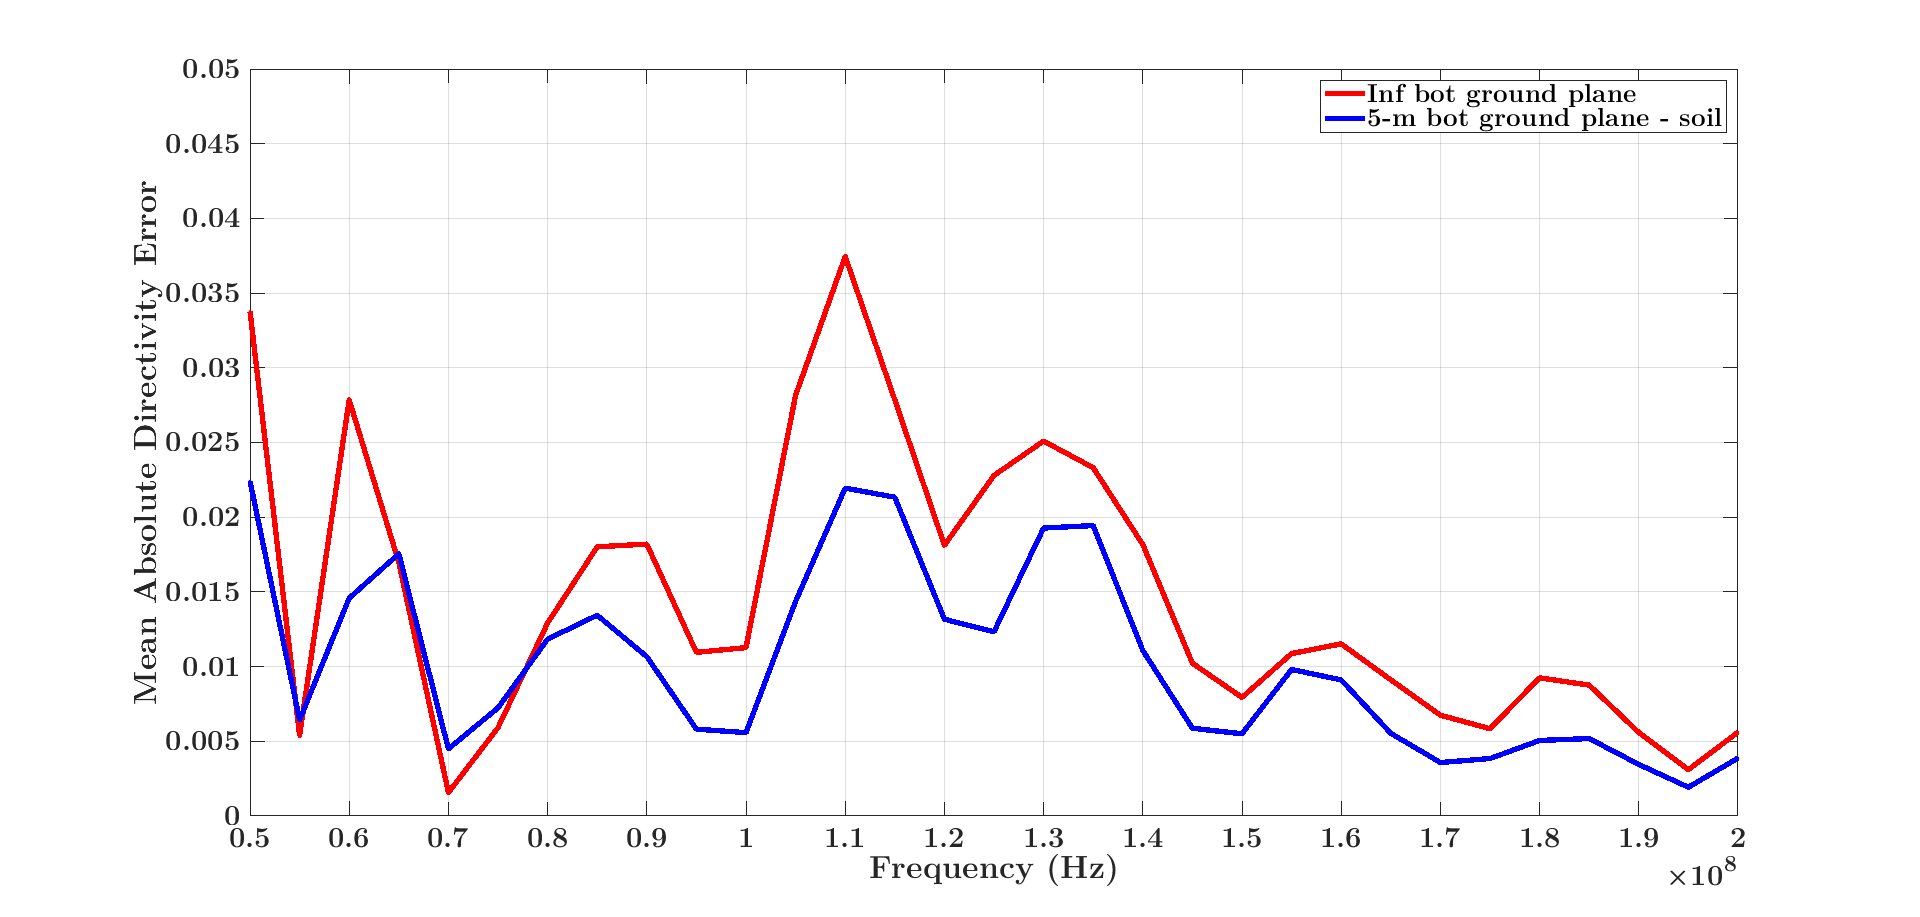 Inf bot ground plane
5-m bot ground plane - soil
Mean Absolute Directivity Error
0.05
0.045
0.04
0.035
0.03
0.025
0.02
0.015
0.01
0.005
0
0.5 0.6 0.7 0.8 0.9 1 1.1 1.2 1.3 1.4 1.5 1.6 1.7 1.8 1.9 2
Frequency (Hz)
×10⁸